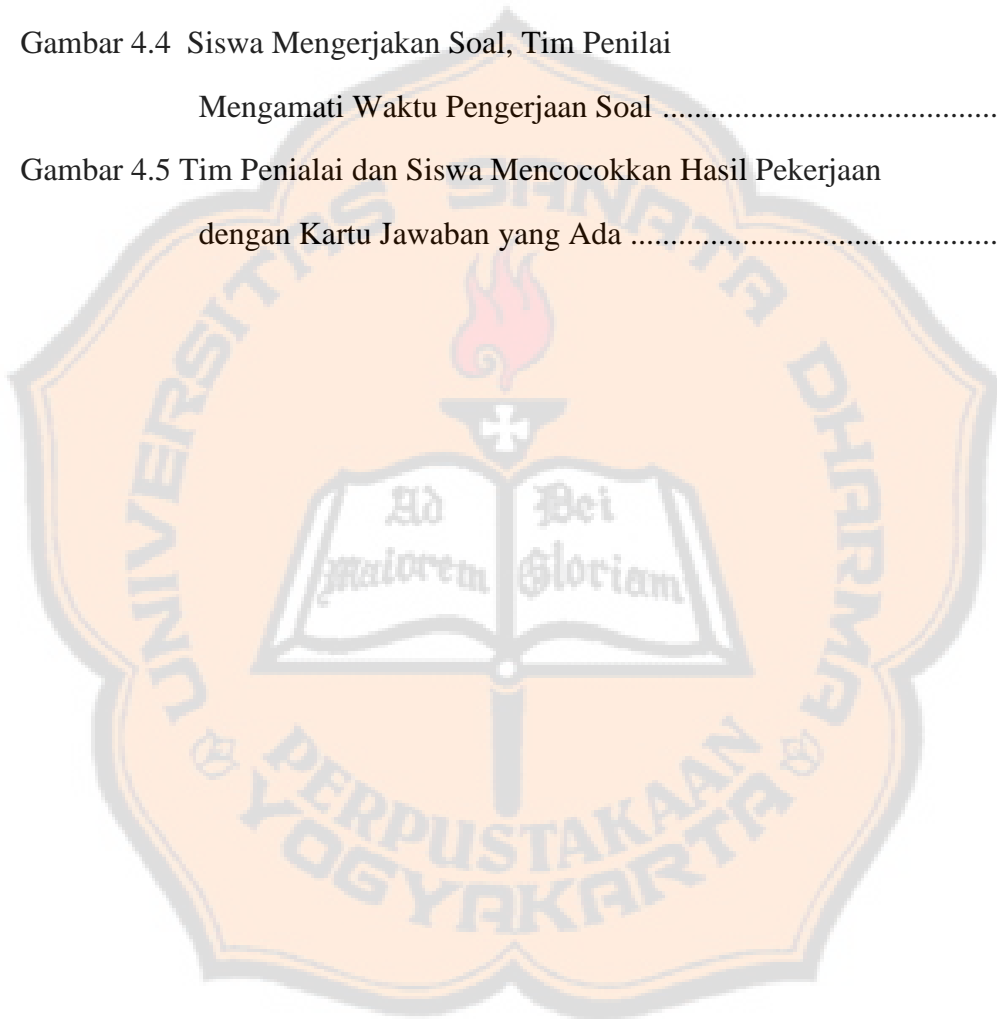 Gambar 4.4 Siswa Mengerjakan Soal, Tim Penilai
Mengamati Waktu Pengerjaan Soal ..........................................
Gambar 4.5 Tim Penialai dan Siswa Mencocokkan Hasil Pekerjaan
dengan Kartu Jawaban yang Ada ..............................................
UNIVERSITAS SANATA DHARMA
Ad Dei
Maiorem Gloriam
PERPUSTAKAAN
YOGYAKARTA